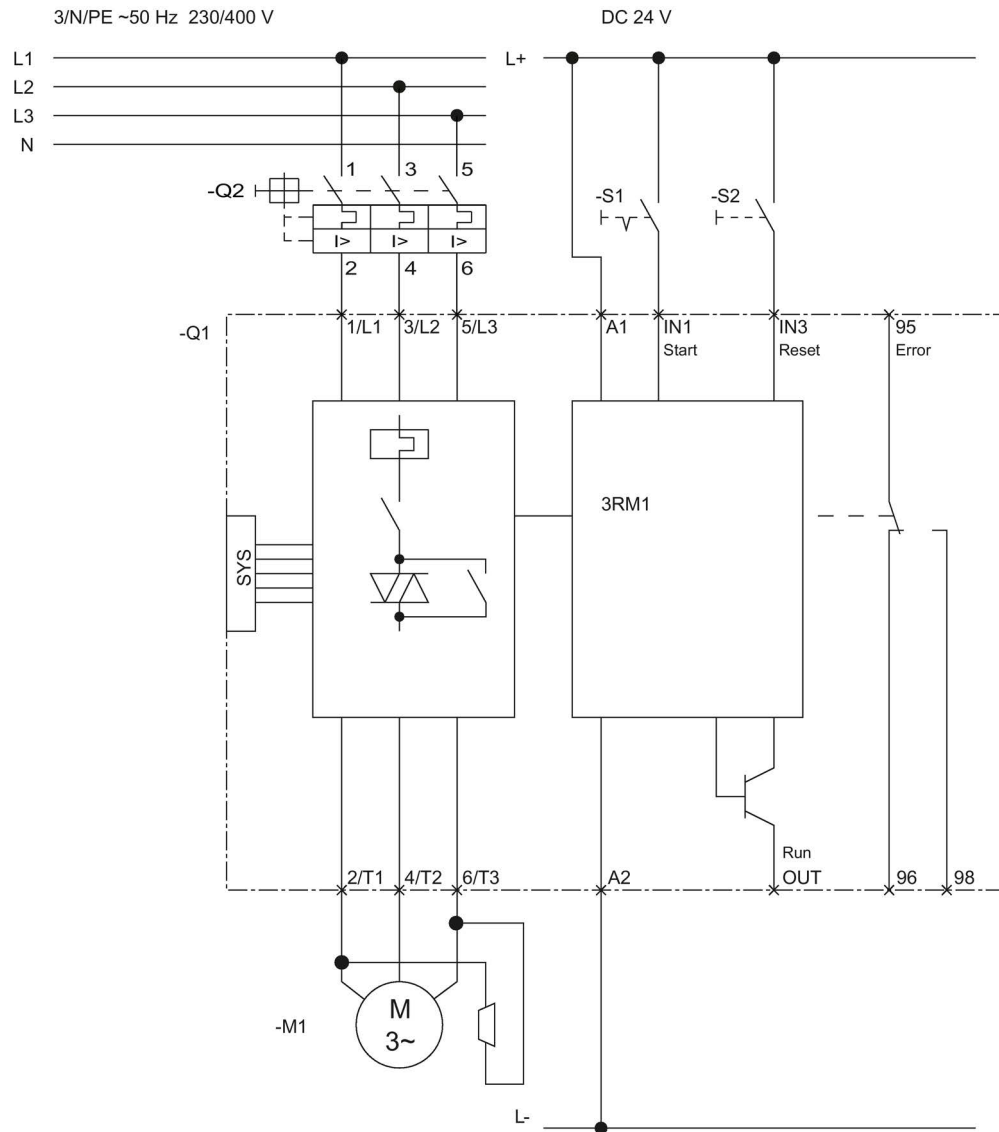 3/N/PE ~50 Hz 230/400 V
DC 24 V
L1
L+
L2
L3
N
1 3 5
-Q2
-S1
-S2
I> I> I>
2 4 6
-Q1
1/L1 3/L2 5/L3
A1 IN1 IN3 95
Start Reset Error
3RM1
SYS
Run
2/T1 4/T2 6/T3
A2 OUT 96 98
-M1
M
3~
L-